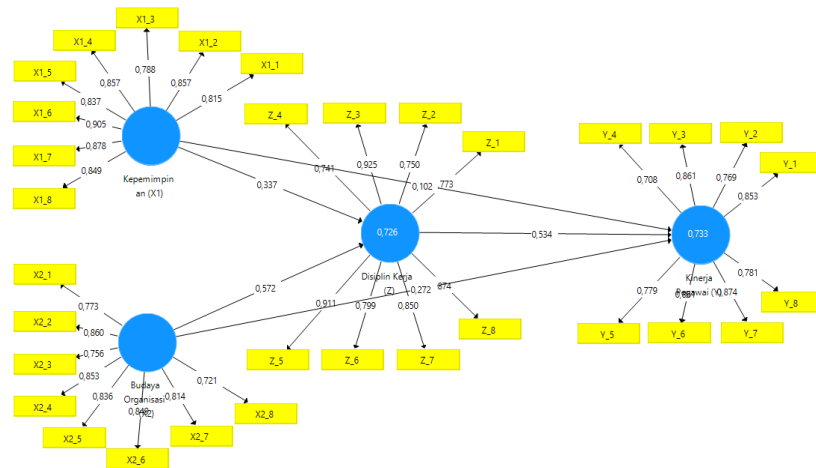 X1_3
X1_4
X1_2
X1_5
X1_1
X1_6
X1_7
X1_8
0,788
0,857
0,857
0,837
0,815
0,905
0,878
0,849
Kepemimpin
an (X1)
Z_4
Z_3
Z_2
Z_1
0,741
0,925
0,750
0,337
0,102
Y_4
Y_3
Y_2
Y_1
0,708
0,861
0,769
0,853
0,726
Disiplin Kerja
(Z)
0,534
0,733
Kinerja
Pegawai (Y)
X2_1
X2_2
X2_3
X2_4
X2_5
X2_6
X2_7
X2_8
0,773
0,860
0,756
0,853
0,836
0,814
0,721
Budaya
Organisasi
(X2)
0,572
0,272
0,911
0,799
0,850
Z_5
Z_6
Z_7
Z_8
0,779
0,874
0,781
Y_5
Y_6
Y_7
Y_8